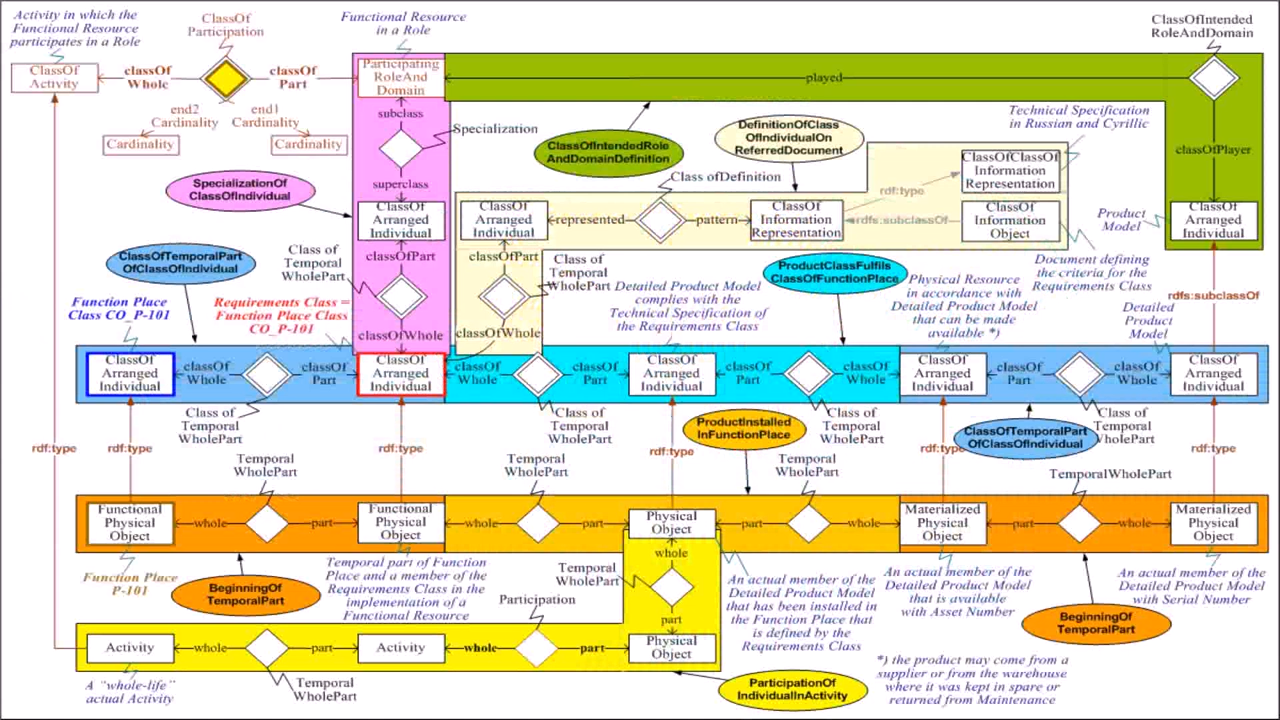 Activity in which the
Functional Resource
participates in a Role
ClassOf
Participation
Functional Resource
in a Role
ClassOfIntended
RoleAndDomain
ClassOf
Activity
classOf
Whole
classOf
Part
Participating
RoleAnd
Domain
played
end2
Cardinality
end1
Cardinality
Cardinality
Cardinality
subclass
Specialization
superclass
ClassOfIntendedRole
AndDomainDefinition
DefinitionOfClass
OfIndividualOn
ReferredDocument
Technical Specification
in Russian and Cyrillic
classOfPlayer
SpecializationOf
ClassOfIndividual
Class ofDefinition
ClassOfClassOf
Information
Representation
rdf:type
ClassOf
Arranged
Individual
ClassOf
Arranged
Individual
represented
pattern
ClassOf
Information
Representation
rdfs:subclassOf
ClassOf
Information
Object
Product
Model
ClassOf
Arranged
Individual
ClassOfTemporalPart
OfClassOfIndividual
Class of
Temporal
WholePart
classOfPart
classOfPart
Class of
Temporal
WholePart
ProductClassFulfils
ClassOfFunctionPlace
Document defining
the criteria for the
Requirements Class
Function Place
Class CO_P-101
Requirements Class =
Function Place Class
CO_P-101
Detailed Product Model
complies with the
Technical Specification of
the Requirements Class
Physical Resource
in accordance with
Detailed Product Model
that can be made
available *)
rdfs:subclassOf
Detailed
Product
Model
classOfWhole
classOfWhole
ClassOf
Arranged
Individual
classOf
Whole
classOf
Part
ClassOf
Arranged
Individual
classOf
Whole
classOf
Part
ClassOf
Arranged
Individual
classOf
Part
classOf
Whole
ClassOf
Arranged
Individual
classOf
Part
classOf
Whole
ClassOf
Arranged
Individual
Class of
Temporal
WholePart
Class of
Temporal
WholePart
Class of
Temporal
WholePart
Class of
Temporal
WholePart
ProductInstalled
InFunctionPlace
ClassOfTemporalPart
OfClassOfIndividual
rdf:type
rdf:type
rdf:type
rdf:type
rdf:type
rdf:type
Temporal
WholePart
Temporal
WholePart
Temporal
WholePart
TemporalWholePart
Functional
Physical
Object
whole
part
Functional
Physical
Object
whole
part
Physical
Object
part
whole
Materialized
Physical
Object
part
whole
Materialized
Physical
Object
whole
Temporal
WholePart
part
Function Place
P-101
BeginningOf
TemporalPart
Temporal part of Function
Place and a member of the
Requirements Class in the
implementation of a
Functional Resource
An actual member of the
Detailed Product Model
that has been installed in
the Function Place that
is defined by the
Requirements Class
An actual member of the
Detailed Product Model
that is available
with Asset Number
An actual member of the
Detailed Product Model
with Serial Number
BeginningOf
TemporalPart
Participation
Activity
whole
part
Activity
whole
part
Physical
Object
A "whole-life"
actual Activity
Temporal
WholePart
ParticipationOf
IndividualInActivity
*) the product may come from a
supplier or from the warehouse
where it was kept in spare or
returned from Maintenance